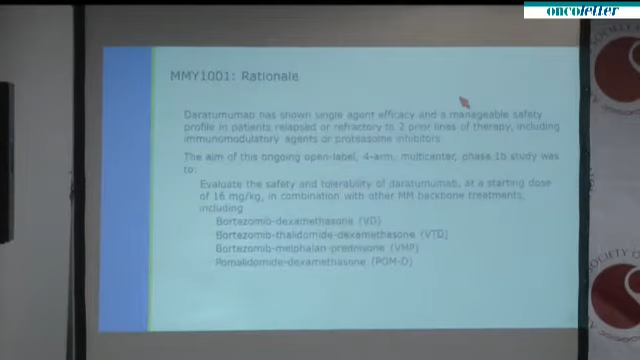 oncoletter
MMY1001: Rationale
Daratumumab has shown single agent efficacy and a manageable safety
profile in patients relapsed or refractory to 2 prior lines of therapy, including
immunomodulatory agents or proteasome inhibitors
The aim of this ongoing open-label, 4-arm, multicenter, phase 1b study was
to:
Evaluate the safety and tolerability of daratumumab, at a starting dose
of 16 mg/kg, in combination with other MM backbone treatments,
including
Bortezomib-dexamethasone (VD)
Bortezomib-thalidomide-dexamethasone (VTD)
Bortezomib-melphalan-prednisone (VMP)
Pomalidomide-dexamethasone (POM-D)
SOCIETY OF